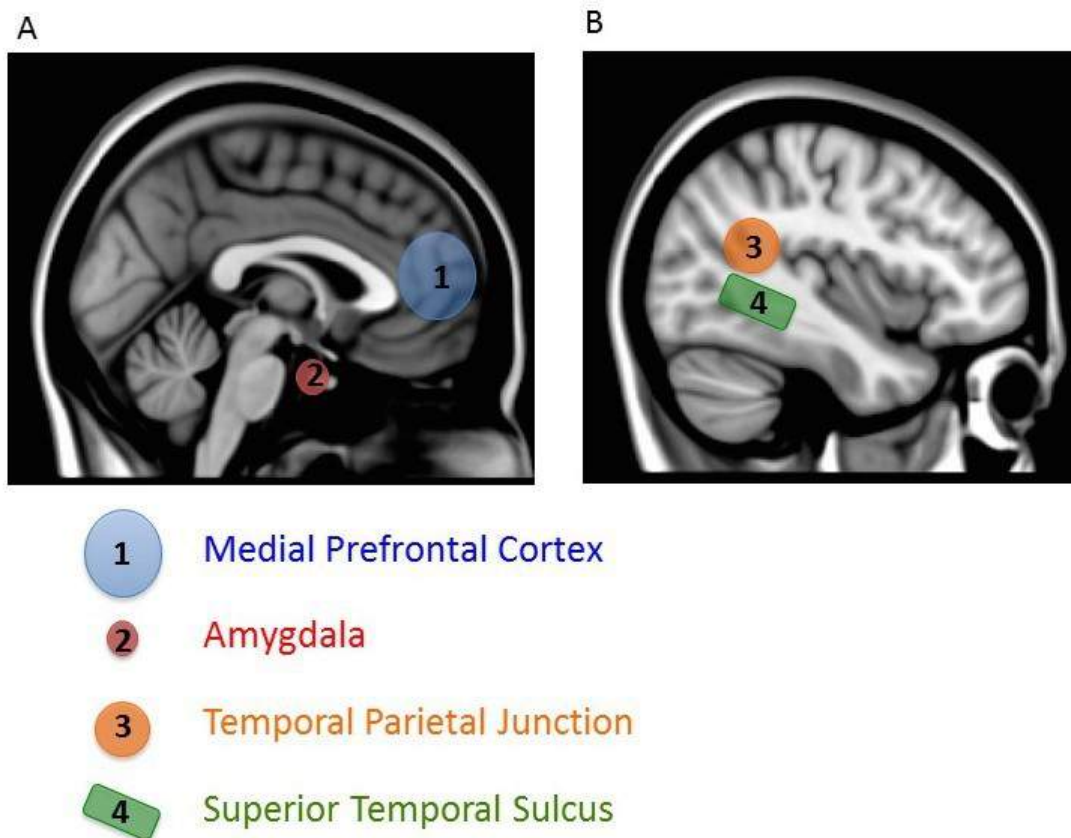 A
B
1
2
3
4
1 Medial Prefrontal Cortex
2 Amygdala
3 Temporal Parietal Junction
4 Superior Temporal Sulcus